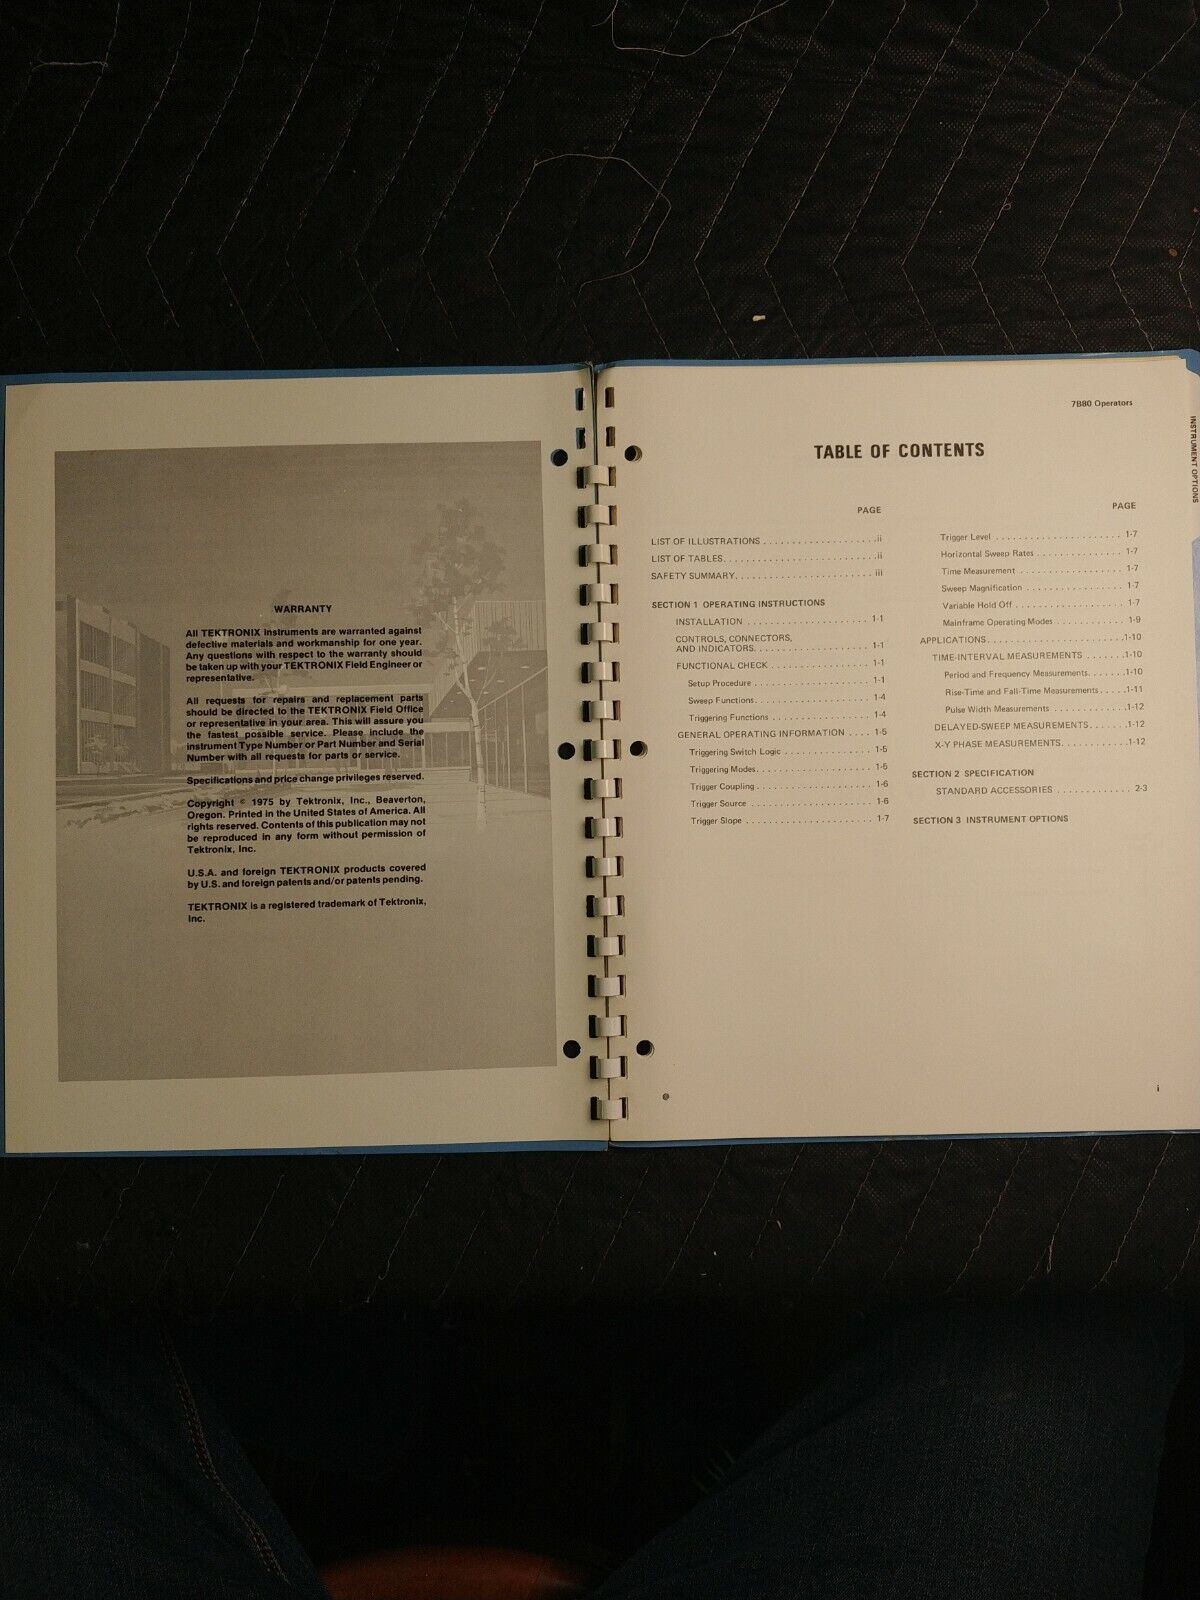 WARRANTY
All TEKTRONIX instruments are warranted against
defective materials and workmanship for one year.
Any questions with respect to the warranty should
be taken up with your TEKTRONIX Field Engineer or
representative.
All requests for repairs and replacement parts
should be directed to the TEKTRONIX Field Office
or representative in your area. This will assure you
the fastest possible service. Please include the
instrument Type Number or Part Number and Serial
Number with all requests for parts or service.
Specifications and price change privileges reserved.
Copyright © 1975 by Tektronix, Inc., Beaverton,
Oregon. Printed in the United States of America. All
rights reserved. Contents of this publication may not
be reproduced in any form without permission of
Tektronix, Inc.
U.S.A. and foreign TEKTRONIX products covered
by U.S. and foreign patents and/or patents pending.
TEKTRONIX is a registered trademark of Tektronix,
Inc.
7B80 Operators
TABLE OF CONTENTS
PAGE
LIST OF ILLUSTRATIONS . . . . . . . . . . . . . . . . . . . ii
LIST OF TABLES. . . . . . . . . . . . . . . . . . . . . . . . . . ii
SAFETY SUMMARY. . . . . . . . . . . . . . . . . . . . . . . iii
SECTION 1 OPERATING INSTRUCTIONS
INSTALLATION . . . . . . . . . . . . . . . . . . . . . 1-1
CONTROLS, CONNECTORS,
AND INDICATORS. . . . . . . . . . . . . . . . . . . . 1-1
FUNCTIONAL CHECK . . . . . . . . . . . . . . . . . 1-1
Setup Procedure . . . . . . . . . . . . . . . . . . . . 1-1
Sweep Functions. . . . . . . . . . . . . . . . . . . . 1-4
Triggering Functions . . . . . . . . . . . . . . . . . 1-4
GENERAL OPERATING INFORMATION . . . . 1-5
Triggering Switch Logic . . . . . . . . . . . . . . . 1-5
Triggering Modes. . . . . . . . . . . . . . . . . . . . 1-5
Trigger Coupling. . . . . . . . . . . . . . . . . . . . 1-6
Trigger Source . . . . . . . . . . . . . . . . . . . . . 1-6
Trigger Slope . . . . . . . . . . . . . . . . . . . . . . 1-7
PAGE
Trigger Level . . . . . . . . . . . . . . . . . . . . . . 1-7
Horizontal Sweep Rates . . . . . . . . . . . . . . . 1-7
Time Measurement . . . . . . . . . . . . . . . . . . 1-7
Sweep Magnification . . . . . . . . . . . . . . . . . 1-7
Variable Hold Off . . . . . . . . . . . . . . . . . . . 1-7
Mainframe Operating Modes . . . . . . . . . . . . 1-9
APPLICATIONS. . . . . . . . . . . . . . . . . . . . . . . 1-10
TIME-INTERVAL MEASUREMENTS . . . . . . . 1-10
Period and Frequency Measurements. . . . . . . 1-10
Rise-Time and Fall-Time Measurements . . . . . 1-11
Pulse Width Measurements . . . . . . . . . . . . . 1-12
DELAYED-SWEEP MEASUREMENTS. . . . . . . 1-12
X-Y PHASE MEASUREMENTS. . . . . . . . . . . . 1-12
SECTION 2 SPECIFICATION
STANDARD ACCESSORIES . . . . . . . . . . . . . 2-3
SECTION 3 INSTRUMENT OPTIONS
i
INSTRUMENT OPTIONS